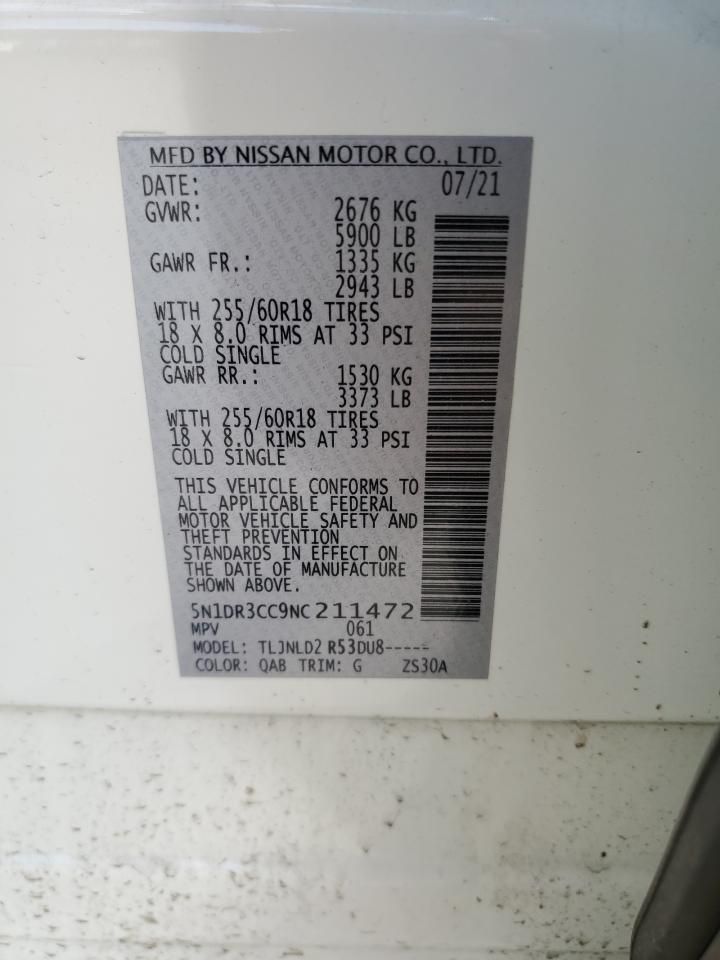 MFD BY NISSAN MOTOR CO., LTD.
DATE: 07/21
GVWR: 2676 KG
5900 LB
GAWR FR.: 1335 KG
2943 LB
WITH 255/60R18 TIRES
18 X 8.0 RIMS AT 33 PSI
COLD SINGLE
GAWR RR.: 1530 KG
3373 LB
WITH 255/60R18 TIRES
18 X 8.0 RIMS AT 33 PSI
COLD SINGLE
THIS VEHICLE CONFORMS TO
ALL APPLICABLE FEDERAL
MOTOR VEHICLE SAFETY AND
THEFT PREVENTION
STANDARDS IN EFFECT ON
THE DATE OF MANUFACTURE
SHOWN ABOVE.
5N1DR3CC9NC211472
MPV 061
MODEL: TLJNLD2 R53DU8-----
COLOR: QAB TRIM: G ZS30A